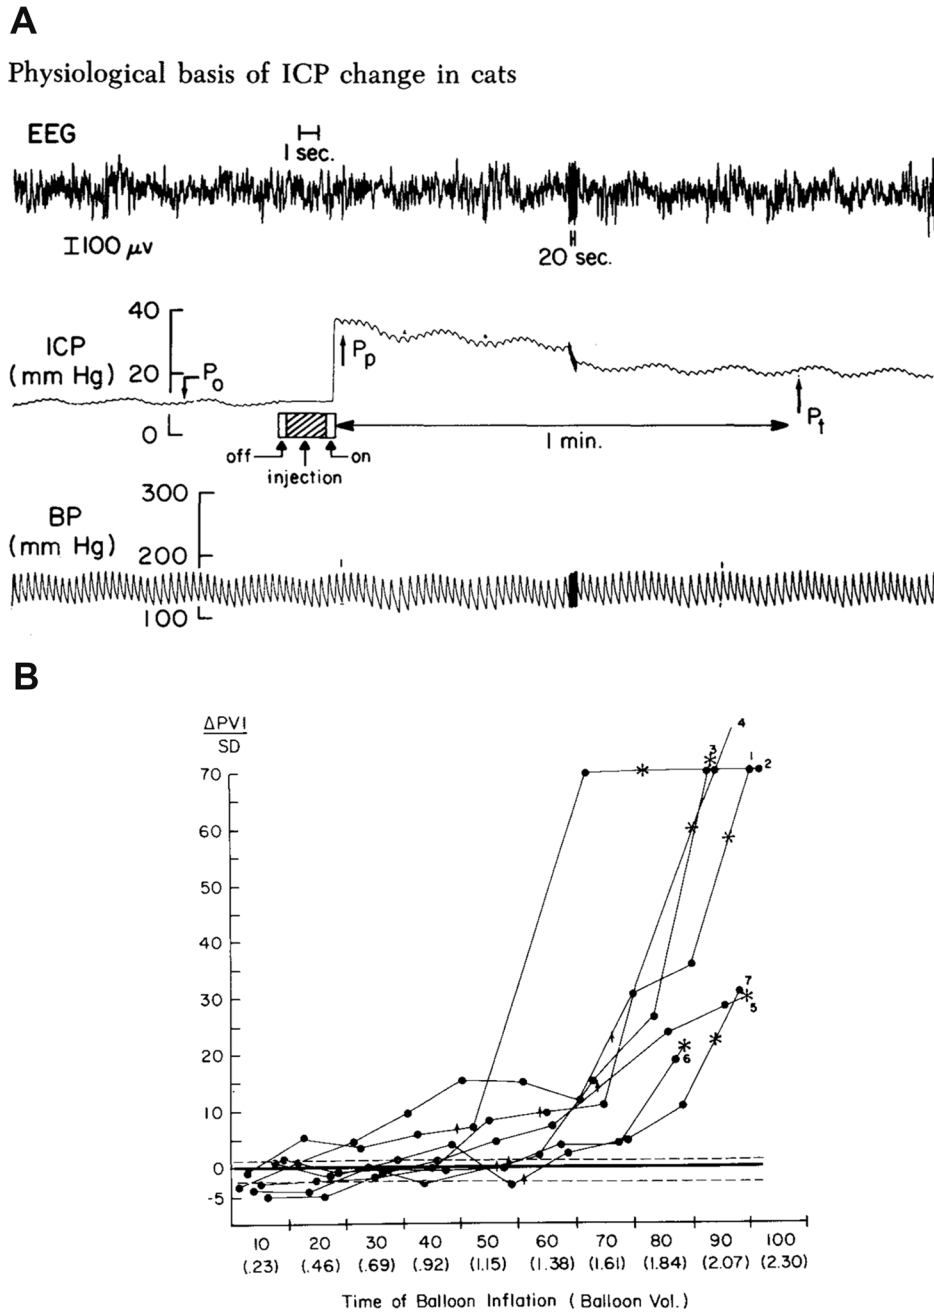 A
Physiological basis of ICP change in cats
EEG
1 sec.
100 μv
20 sec.
ICP
(mm Hg)
40
20
0
Po
Pp
Pt
off
on
injection
1 min.
BP
(mm Hg)
300
200
100
B
ΔPVI
SD
70
60
50
40
30
20
10
0
-5
4
3
1
2
7
5
6
10 20 30 40 50 60 70 80 90 100
(.23) (.46) (.69) (.92) (1.15) (1.38) (1.61) (1.84) (2.07) (2.30)
Time of Balloon Inflation (Balloon Vol.)